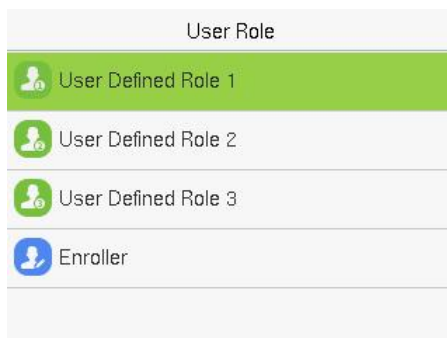 User Role
User Defined Role 1
User Defined Role 2
User Defined Role 3
Enroller